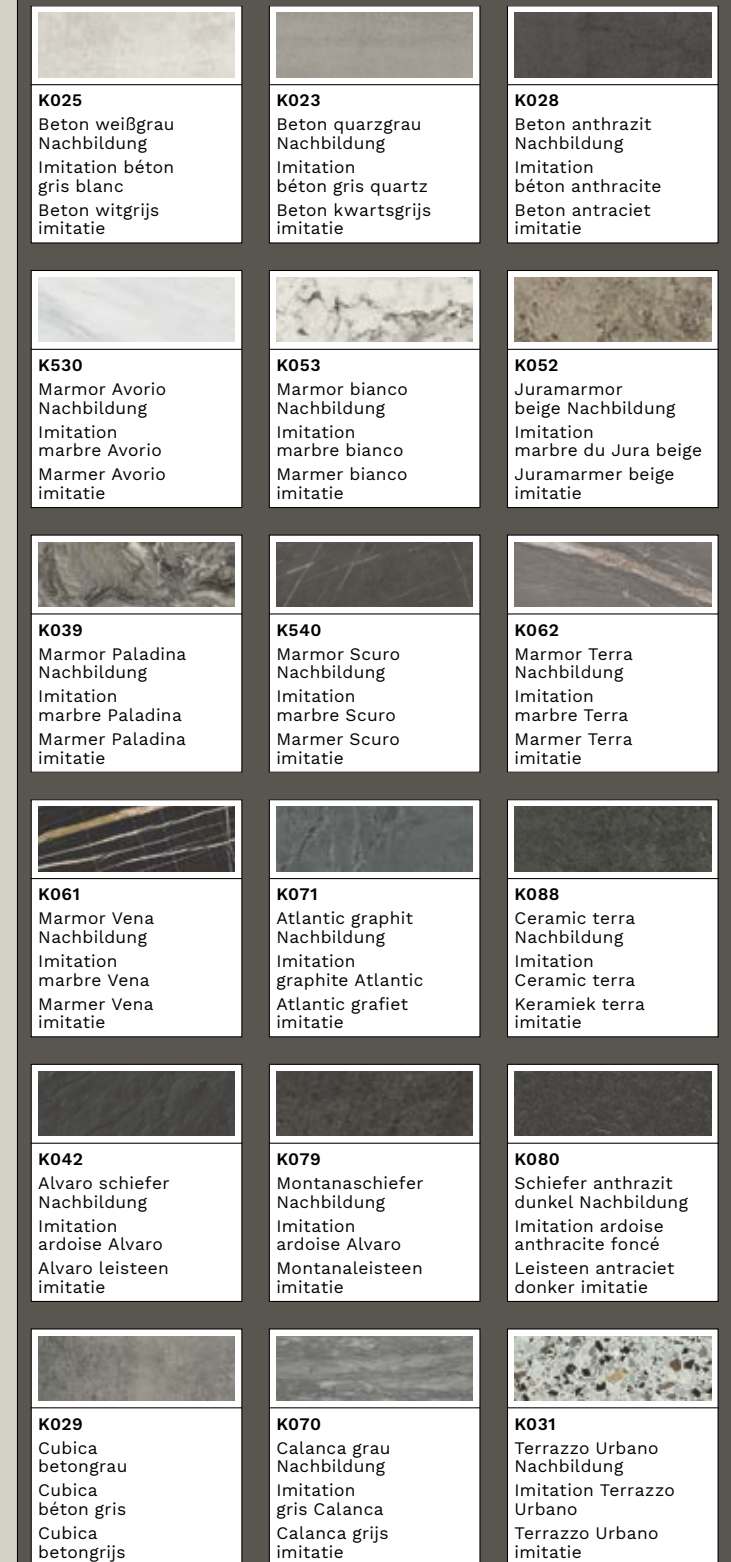 K025
Beton weißgrau
Nachbildung
Imitation béton
gris blanc
Beton witgrijs
imitatie
K023
Beton quarzgrau
Nachbildung
Imitation
béton gris quartz
Beton kwartsgrijs
imitatie
K028
Beton anthrazit
Nachbildung
Imitation
béton anthracite
Beton antraciet
imitatie
K530
Marmor Avorio
Nachbildung
Imitation
marbre Avorio
Marmer Avorio
imitatie
K053
Marmor bianco
Nachbildung
Imitation
marbre bianco
Marmer bianco
imitatie
K052
Juramarmor
beige Nachbildung
Imitation
marbre du Jura beige
Juramarmer beige
imitatie
K039
Marmor Paladina
Nachbildung
Imitation
marbre Paladina
Marmer Paladina
imitatie
K540
Marmor Scuro
Nachbildung
Imitation
marbre Scuro
Marmer Scuro
imitatie
K062
Marmor Terra
Nachbildung
Imitation
marbre Terra
Marmer Terra
imitatie
K061
Marmor Vena
Nachbildung
Imitation
marbre Vena
Marmer Vena
imitatie
K071
Atlantic graphit
Nachbildung
Imitation
graphite Atlantic
Atlantic grafiet
imitatie
K088
Ceramic terra
Nachbildung
Imitation
Ceramic terra
Keramiek terra
imitatie
K042
Alvaro schiefer
Nachbildung
Imitation
ardoise Alvaro
Alvaro leisteen
imitatie
K079
Montanaschiefer
Nachbildung
Imitation
ardoise Alvaro
Montanaleisteen
imitatie
K080
Schiefer anthrazit
dunkel Nachbildung
Imitation ardoise
anthracite foncé
Leisteen antraciet
donker imitatie
K029
Cubica
betongrau
Cubica
béton gris
Cubica
betongrijs
K070
Calanca grau
Nachbildung
Imitation
gris Calanca
Calanca grijs
imitatie
K031
Terrazzo Urbano
Nachbildung
Imitation Terrazzo
Urbano
Terrazzo Urbano
imitatie